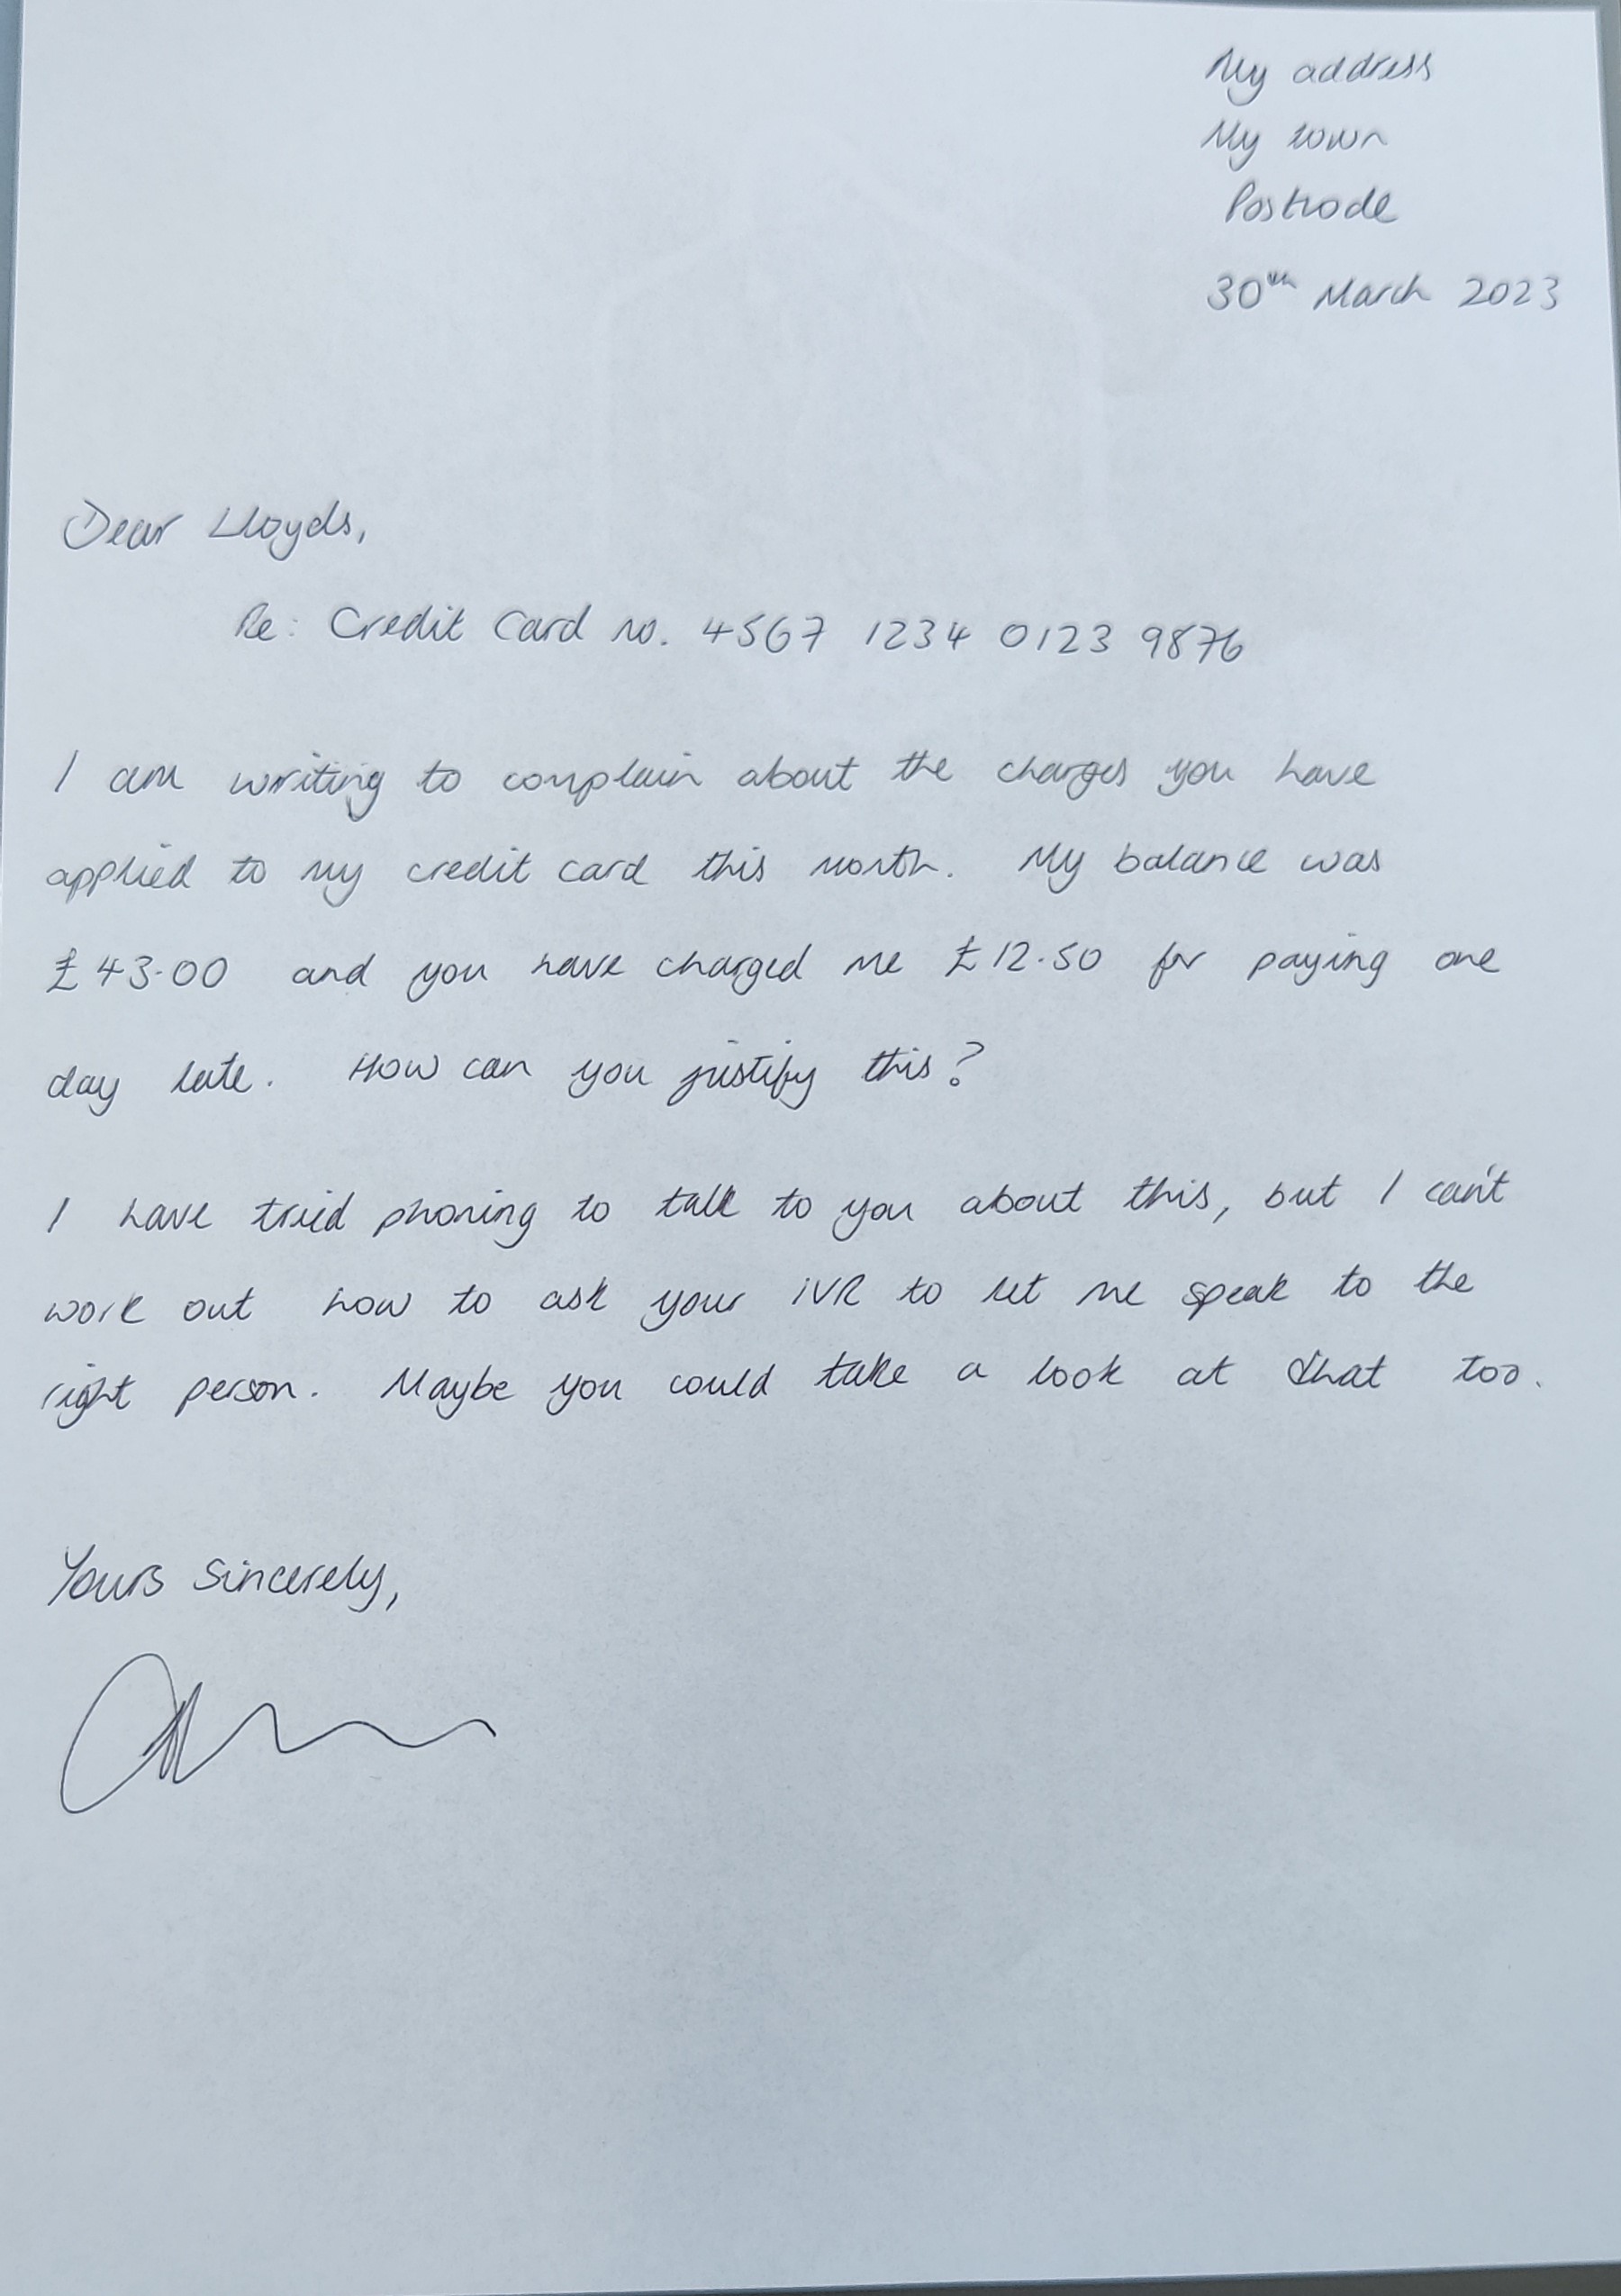 My address
My town
Postcode
30th March 2023
Dear Lloyds,
Re: Credit Card no. 4567 1234 0123 9876
I am writing to complain about the charges you have
applied to my credit card this month. My balance was
£43.00 and you have charged me £12.50 for paying one
day late. How can you justify this?
I have tried phoning to talk to you about this, but I can't
work out how to ask your IVR to let me speak to the
right person. Maybe you could take a look at that too.
Yours Sincerely,